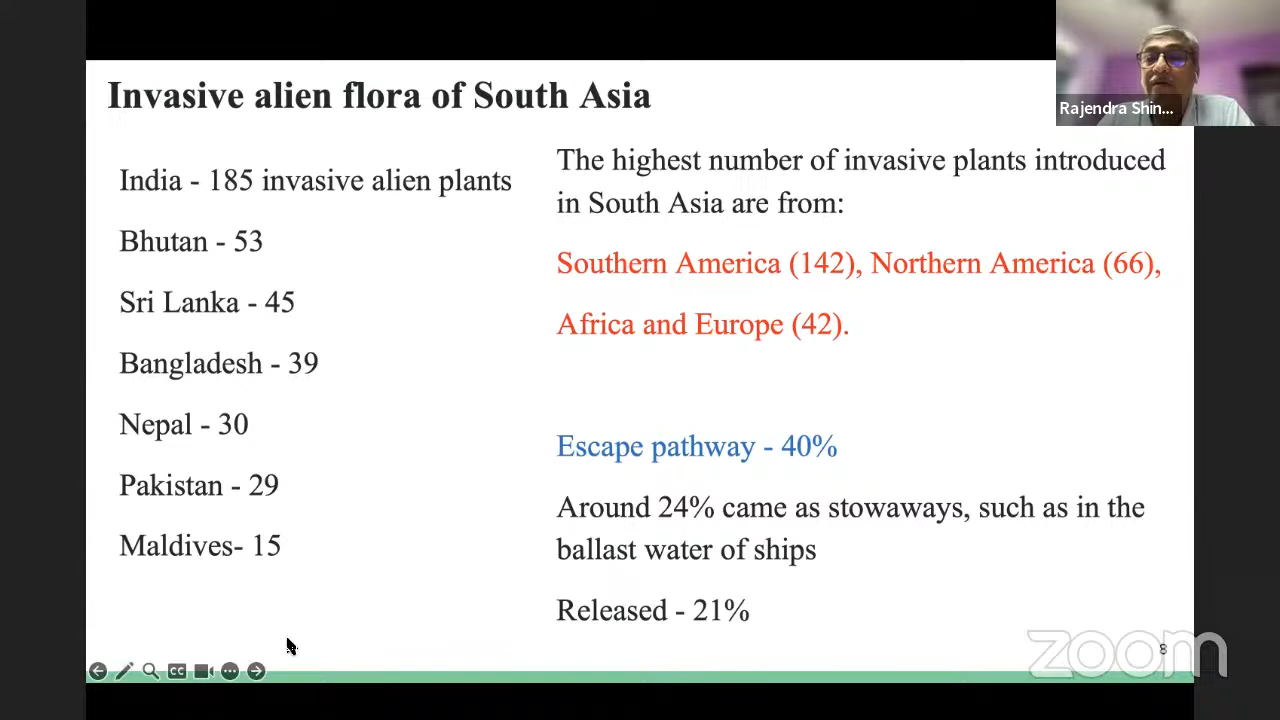 Invasive alien flora of South Asia
India - 185 invasive alien plants
Bhutan - 53
Sri Lanka - 45
Bangladesh - 39
Nepal - 30
Pakistan - 29
Maldives- 15
The highest number of invasive plants introduced
in South Asia are from:
Southern America (142), Northern America (66),
Africa and Europe (42).
Escape pathway - 40%
Around 24% came as stowaways, such as in the
ballast water of ships
Released - 21%
8
Rajendra Shin...
CC
zoom